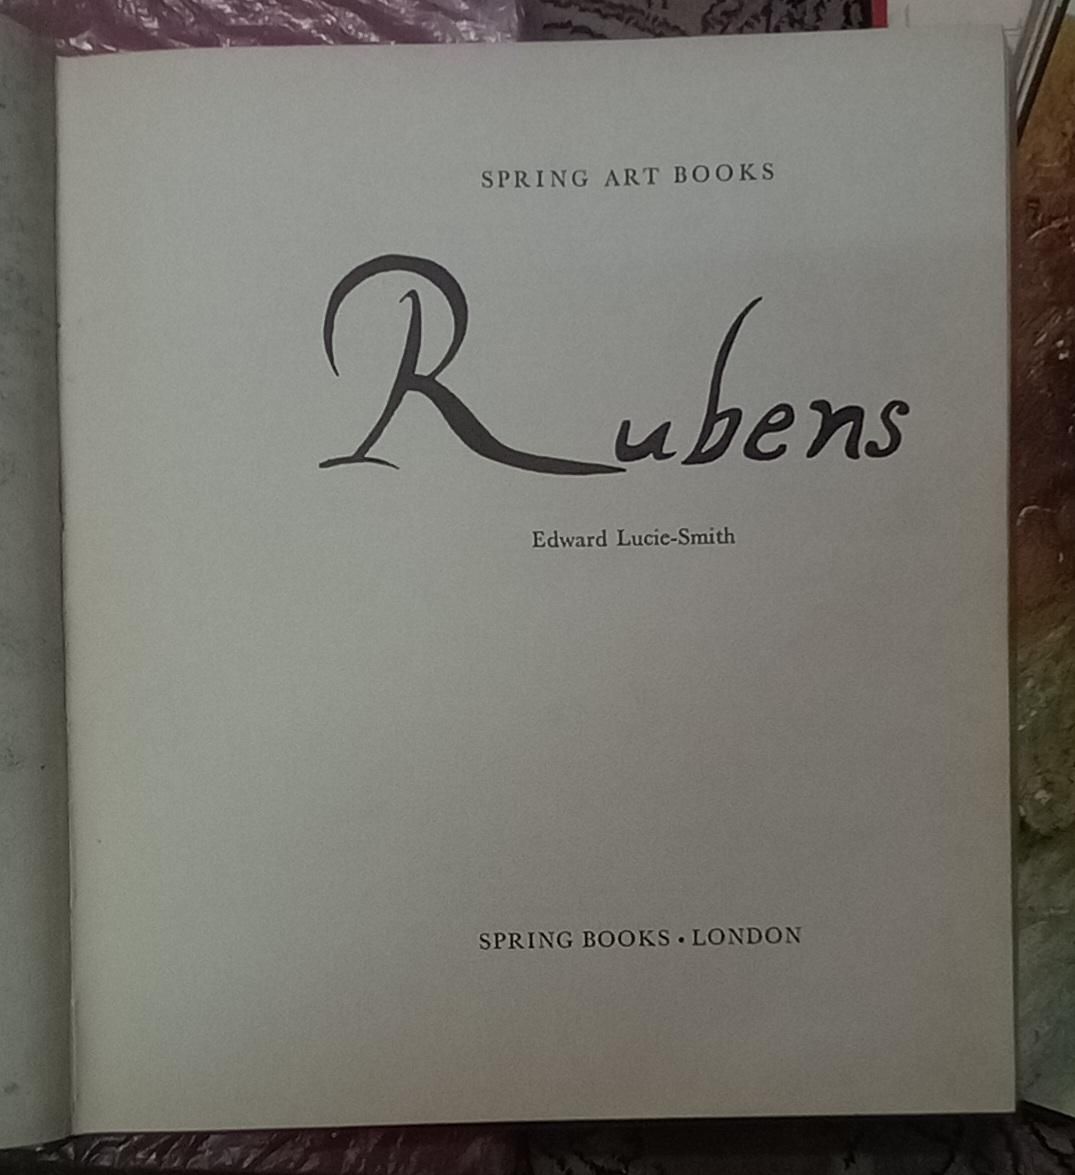 SPRING ART BOOKS
Rubens
Edward Lucie-Smith
SPRING BOOKS • LONDON